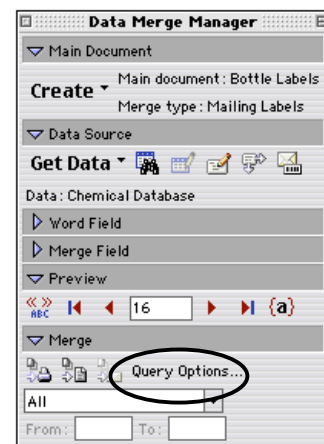 Data Merge Manager
Main Document
Create
Main document: Bottle Labels
Merge type: Mailing Labels
Data Source
Get Data
Data: Chemical Database
Word Field
Merge Field
Preview
« »
ABC
16
{a}
Merge
Query Options...
All
From:
To: